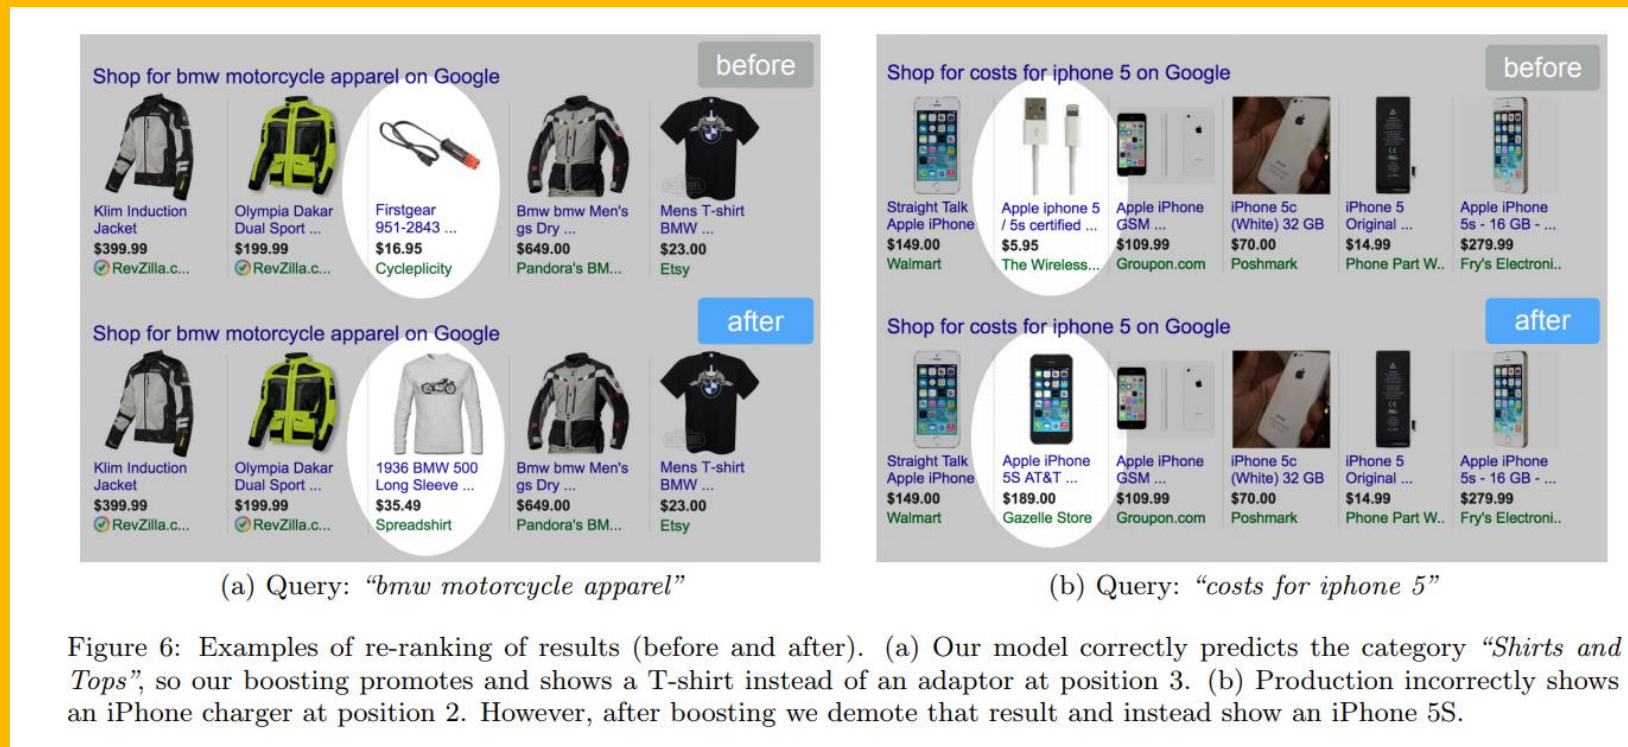 Shop for bmw motorcycle apparel on Google
before
Klim Induction Jacket
$399.99
RevZilla.c...
Olympia Dakar Dual Sport ...
$199.99
RevZilla.c...
Firstgear 951-2843 ...
$16.95
Cycleplicity
Bmw bmw Men's gs Dry ...
$649.00
Pandora's BM...
Mens T-shirt BMW ...
$23.00
Etsy
Shop for bmw motorcycle apparel on Google
after
Klim Induction Jacket
$399.99
RevZilla.c...
Olympia Dakar Dual Sport ...
$199.99
RevZilla.c...
1936 BMW 500 Long Sleeve ...
$35.49
Spreadshirt
Bmw bmw Men's gs Dry ...
$649.00
Pandora's BM...
Mens T-shirt BMW ...
$23.00
Etsy
(a) Query: “bmw motorcycle apparel”
Shop for costs for iphone 5 on Google
before
Straight Talk Apple iPhone
$149.00
Walmart
Apple iphone 5 / 5s certified ...
$5.95
The Wireless...
Apple iPhone GSM ...
$109.99
Groupon.com
iPhone 5c (White) 32 GB
$70.00
Poshmark
iPhone 5 Original ...
$14.99
Phone Part W..
Apple iPhone 5s - 16 GB - ...
$279.99
Fry's Electroni..
Shop for costs for iphone 5 on Google
after
Straight Talk Apple iPhone
$149.00
Walmart
Apple iPhone 5S AT&T ...
$189.00
Gazelle Store
Apple iPhone GSM ...
$109.99
Groupon.com
iPhone 5c (White) 32 GB
$70.00
Poshmark
iPhone 5 Original ...
$14.99
Phone Part W..
Apple iPhone 5s - 16 GB - ...
$279.99
Fry's Electroni..
(b) Query: “costs for iphone 5”
Figure 6: Examples of re-ranking of results (before and after). (a) Our model correctly predicts the category “Shirts and
Tops”, so our boosting promotes and shows a T-shirt instead of an adaptor at position 3. (b) Production incorrectly shows
an iPhone charger at position 2. However, after boosting we demote that result and instead show an iPhone 5S.